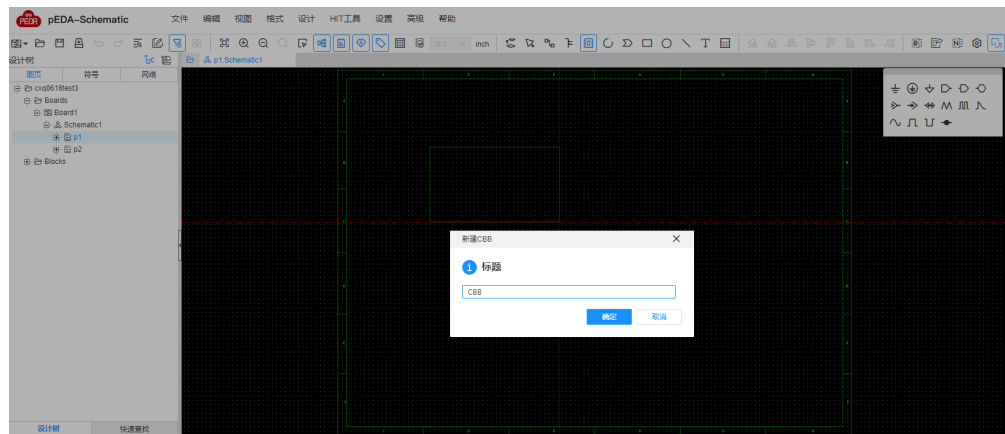 PEDA pEDA-Schematic 文件 编辑 视图 格式 设计 HIT工具 设置 高级 帮助
0.1 inch
设计树 p1.Schematic1
图页 符号 网络
cxq0616test3
Boards
Board1
Schematic1
p1
p2
Blocks
新建CBB
标题
CBB
确定 取消
设计树 快速查找